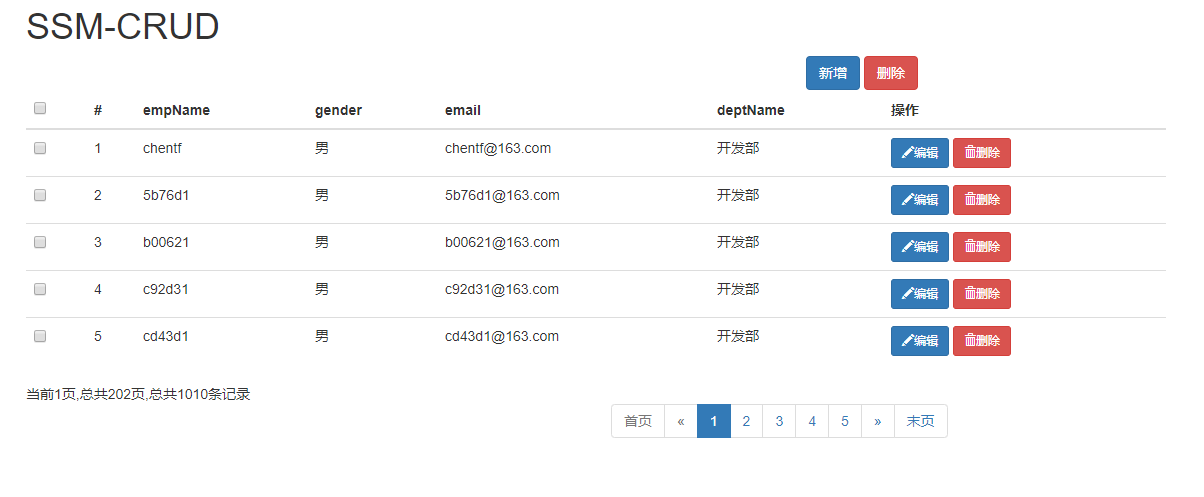 SSM-CRUD
新增 删除
# empName gender email deptName 操作
1 chentf 男 chentf@163.com 开发部 编辑 删除
2 5b76d1 男 5b76d1@163.com 开发部 编辑 删除
3 b00621 男 b00621@163.com 开发部 编辑 删除
4 c92d31 男 c92d31@163.com 开发部 编辑 删除
5 cd43d1 男 cd43d1@163.com 开发部 编辑 删除
当前1页,总共202页,总共1010条记录
首页 « 1 2 3 4 5 » 末页